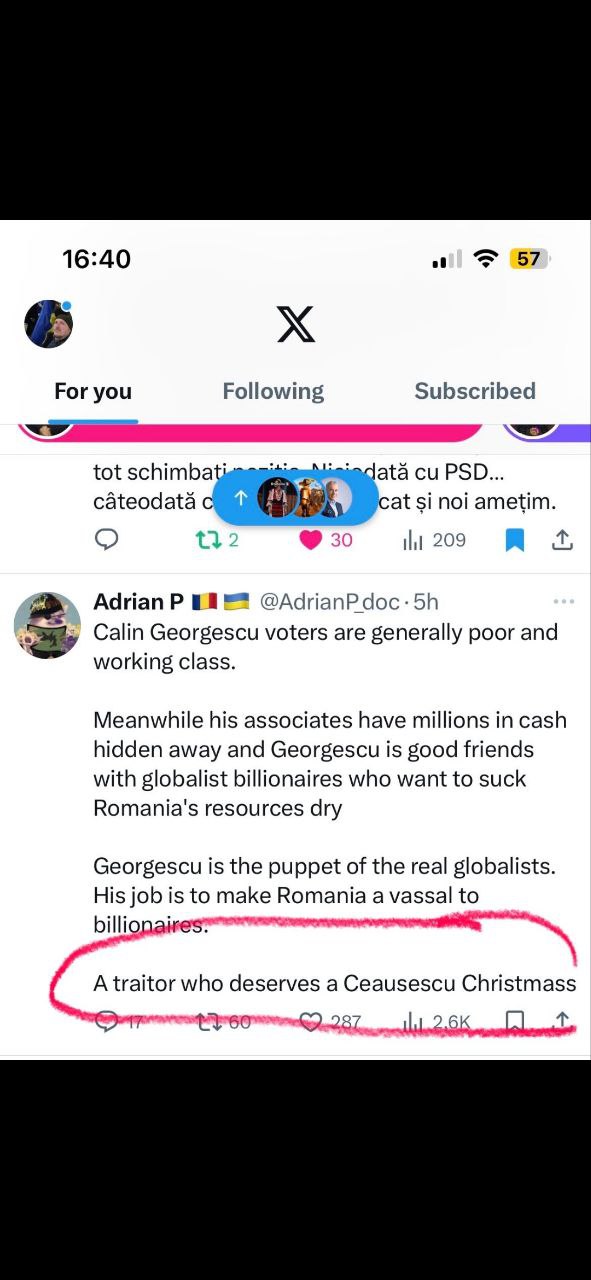 16:40
57
For you
Following
Subscribed
tot schimbați dată cu PSD...
câteodată cat și noi amețim.
2
30
209
Adrian P 🇷🇴 🇺🇦 @AdrianP_doc · 5h
Calin Georgescu voters are generally poor and
working class.
Meanwhile his associates have millions in cash
hidden away and Georgescu is good friends
with globalist billionaires who want to suck
Romania's resources dry
Georgescu is the puppet of the real globalists.
His job is to make Romania a vassal to
billionaires.
A traitor who deserves a Ceausescu Christmass
17
60
287
2,6K